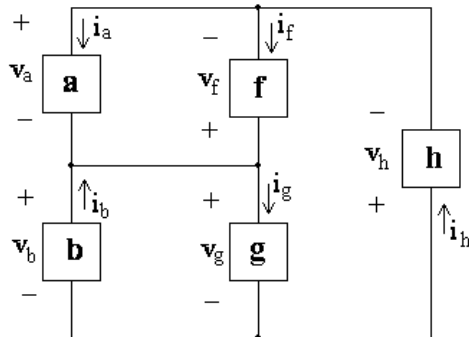 + i_a − i_f
v_a a v_f f − 
− + v_h h
+ i_b + i_g + i_h
v_b b v_g g
− −